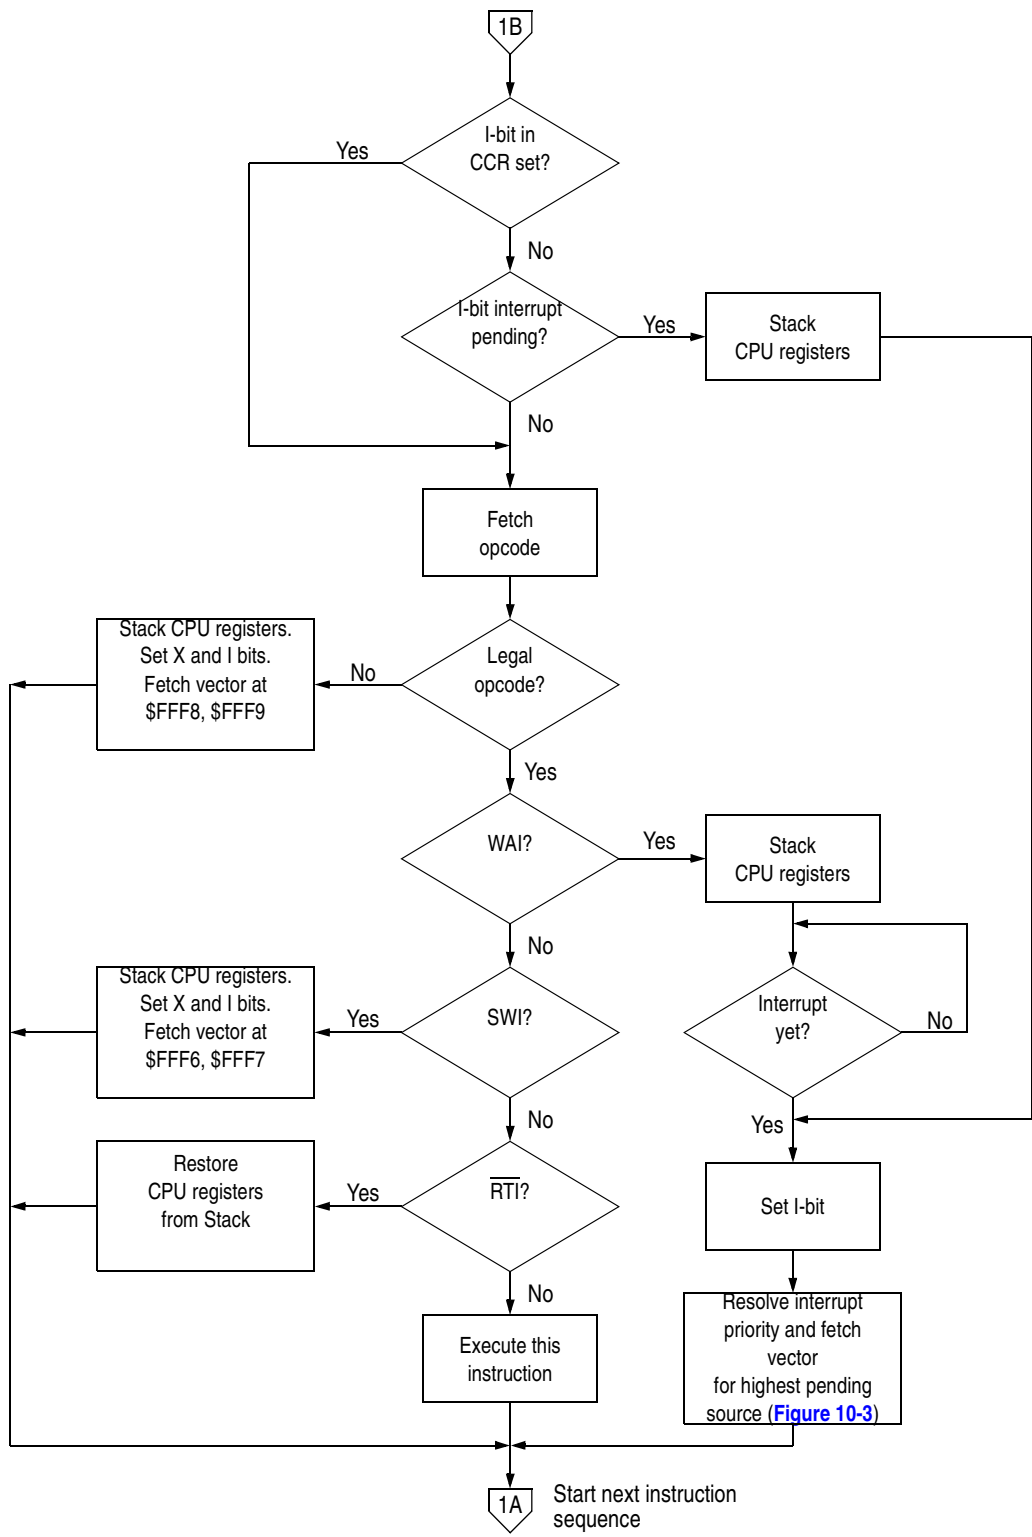 1B
I-bit in
CCR set?
Yes
No
I-bit interrupt
pending?
Yes
Stack
CPU registers
No
Fetch
opcode
Stack CPU registers.
Set X and I bits.
Fetch vector at
$FFF8, $FFF9
No
Legal
opcode?
Yes
WAI?
Yes
Stack
CPU registers
No
Stack CPU registers.
Set X and I bits.
Fetch vector at
$FFF6, $FFF7
Yes
SWI?
Interrupt
yet?
No
No
Yes
Restore
CPU registers
from Stack
Yes
RTI?
Set I-bit
No
Execute this
instruction
Resolve interrupt
priority and fetch
vector
for highest pending
source (Figure 10-3)
1A
Start next instruction
sequence